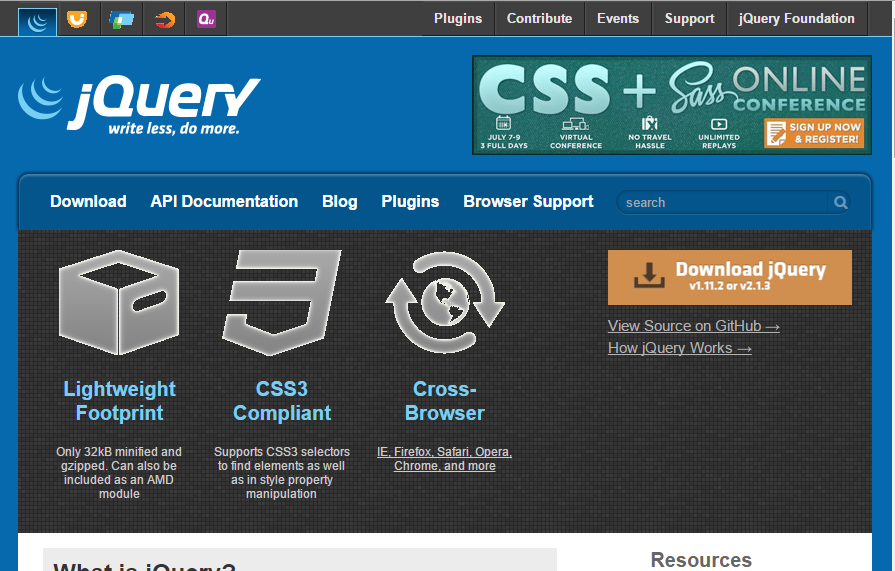 Qu
Plugins
Contribute
Events
Support
jQuery Foundation
jQuery
write less, do more.
CSS + Sass ONLINE
CONFERENCE
JULY 7-9
3 FULL DAYS
VIRTUAL
CONFERENCE
NO TRAVEL
HASSLE
UNLIMITED
REPLAYS
SIGN UP NOW
& REGISTER!
Download
API Documentation
Blog
Plugins
Browser Support
search
Lightweight
Footprint
Only 32kB minified and
gzipped. Can also be
included as an AMD
module
CSS3
Compliant
Supports CSS3 selectors
to find elements as well
as in style property
manipulation
Cross-
Browser
IE, Firefox, Safari, Opera,
Chrome, and more
Download jQuery
v1.11.2 or v2.1.3
View Source on GitHub →
How jQuery Works →
What is jQuery?
Resources